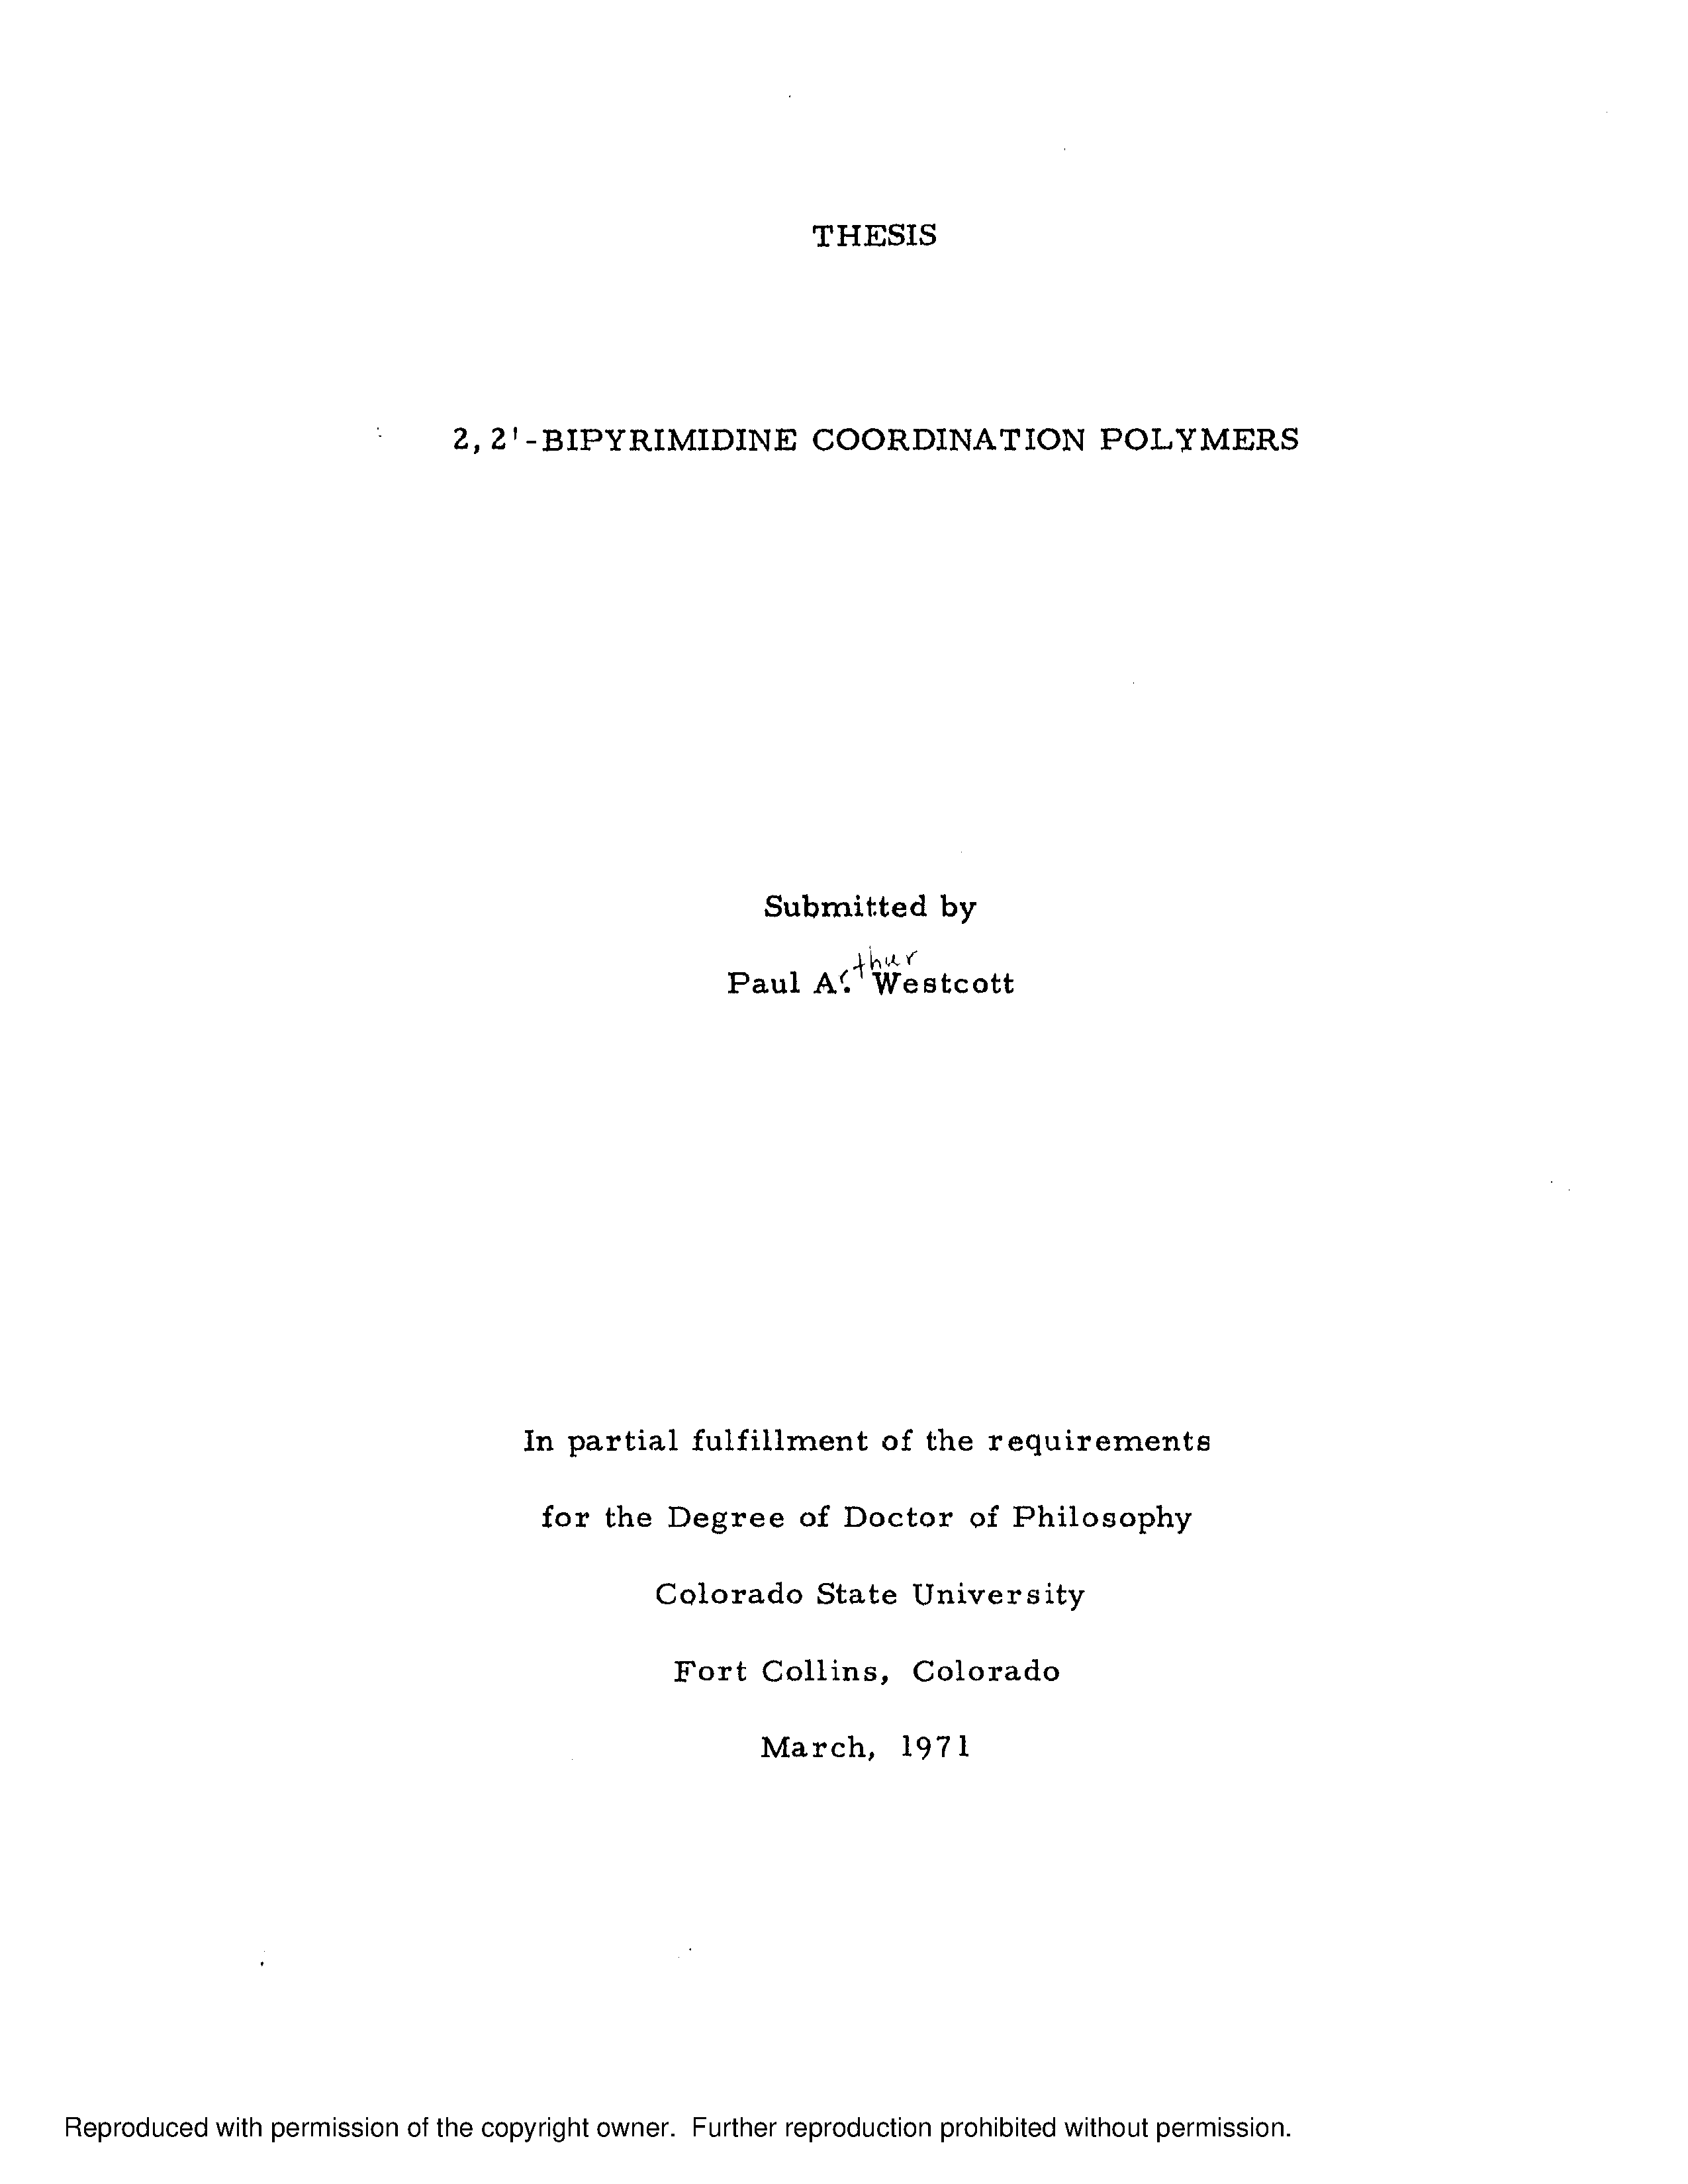 THESIS
2,2'-BIPYRIMIDINE COORDINATION POLYMERS
Submitted by
thur
Paul Ar. Westcott
In partial fulfillment of the requirements
for the Degree of Doctor of Philosophy
Colorado State University
Fort Collins, Colorado
March, 1971
Reproduced with permission of the copyright owner. Further reproduction prohibited without permission.